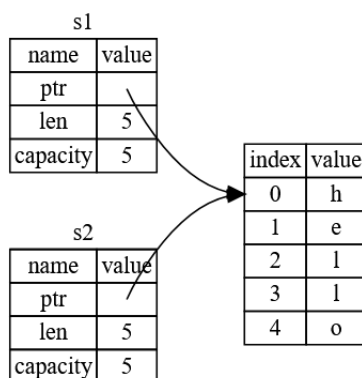 s1
name value
ptr
len 5
capacity 5
index value
0 h
1 e
2 l
3 l
4 o
s2
name value
ptr
len 5
capacity 5